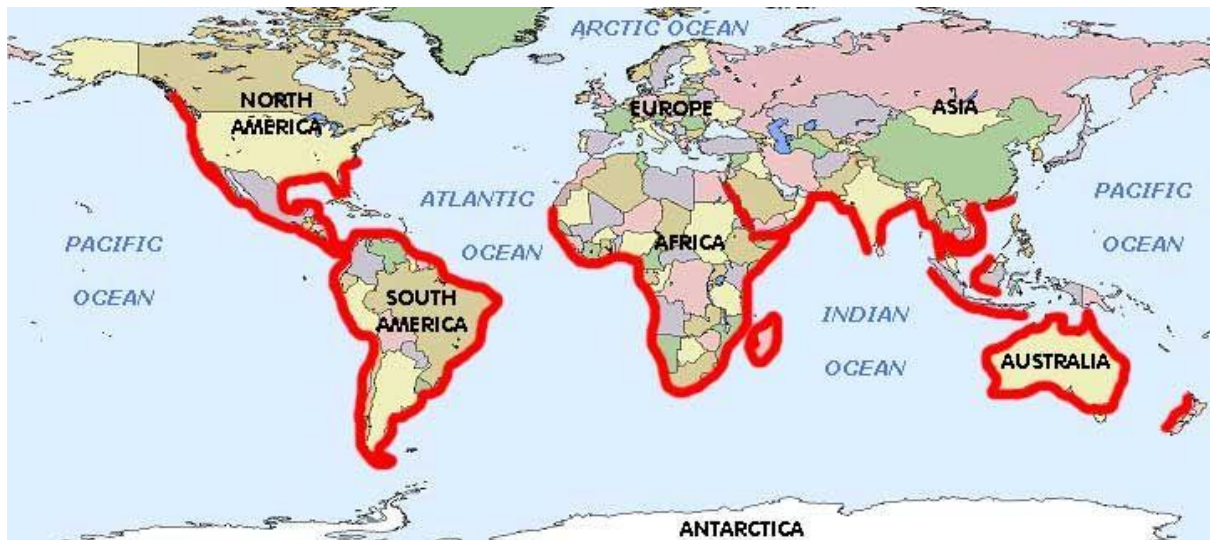 ARCTIC OCEAN
NORTH
AMERICA
EUROPE
ASIA
ATLANTIC
OCEAN
PACIFIC
OCEAN
PACIFIC
OCEAN
AFRICA
SOUTH
AMERICA
INDIAN
OCEAN
AUSTRALIA
ANTARCTICA